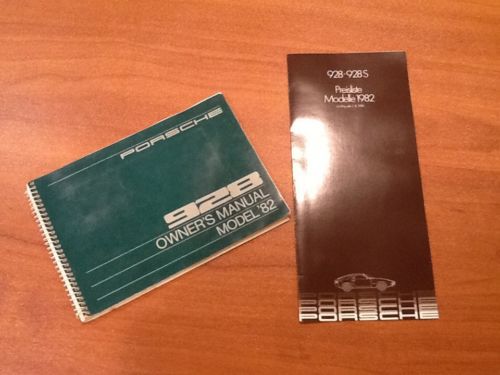 PORSCHE
928
OWNER'S MANUAL
MODEL '82
928·928 S
Preisliste
Modelle 1982
PORSCHE